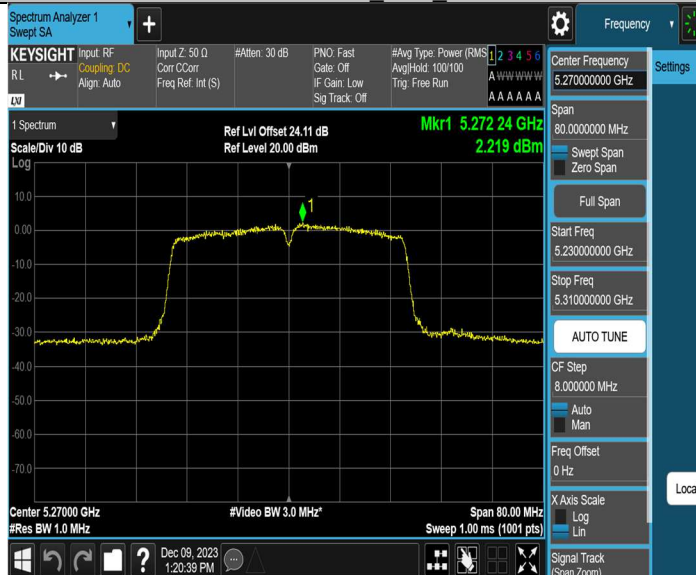 Spectrum Analyzer 1
Swept SA
Frequency
KEYSIGHT
Input: RF
Input Z: 50 Ω
#Atten: 30 dB
PNO: Fast
#Avg Type: Power (RMS
1 2 3 4 5 6
RL
Coupling: DC
Corr CCorr
Gate: Off
Avg|Hold: 100/100
A W W W W W
Align: Auto
Freq Ref: Int (S)
IF Gain: Low
Trig: Free Run
Sig Track: Off
A A A A A A
LXI
1 Spectrum
Scale/Div 10 dB
Log
Ref Lvl Offset 24.11 dB
Ref Level 20.00 dBm
Mkr1 5.272 24 GHz
2.219 dBm
1
10.0
0.00
-10.0
-20.0
-30.0
-40.0
-50.0
-60.0
-70.0
Center 5.27000 GHz
#Video BW 3.0 MHz*
Span 80.00 MHz
#Res BW 1.0 MHz
Sweep 1.00 ms (1001 pts)
?
Dec 09, 2023
1:20:39 PM
Center Frequency
5.270000000 GHz
Settings
Span
80.0000000 MHz
Swept Span
Zero Span
Full Span
Start Freq
5.230000000 GHz
Stop Freq
5.310000000 GHz
AUTO TUNE
CF Step
8.000000 MHz
Auto
Man
Freq Offset
0 Hz
Loca
X Axis Scale
Log
Lin
Signal Track
(Span Zoom)